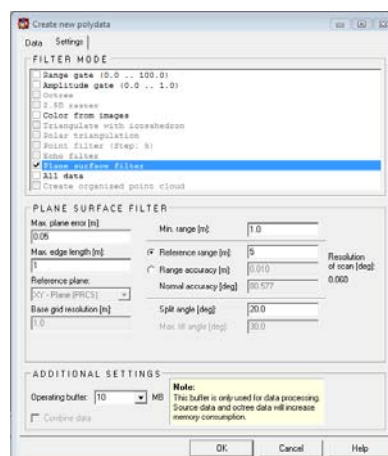 Create new polydata
Data Settings
FILTER MODE
Range gate (0.0 .. 100.0)
Amplitude gate (0.0 .. 1.0)
Octree
2.5D raster
Color from images
Triangulate with icosahedron
Polar triangulation
Point filter (Step: 4)
Echo filter
Plane surface filter
All data
Create organized point cloud
PLANE SURFACE FILTER
Max. plane error [m]:
0.05
Min. range [m]: 1.0
Max. edge length [m]:
1
Reference range [m]: 5
Resolution of scan [deg]:
0.060
Range accuracy [m]: 0.010
Reference plane:
XY - Plane (PRCS)
Normal accuracy [deg]: 80.577
Base grid resolution [m]:
1.0
Split angle [deg]: 20.0
Max. tilt angle [deg]: 30.0
ADDITIONAL SETTINGS
Operating buffer: 10 MB
Note:
This buffer is only used for data processing.
Source data and octree data will increase
memory consumption.
Combine data
OK Cancel Help